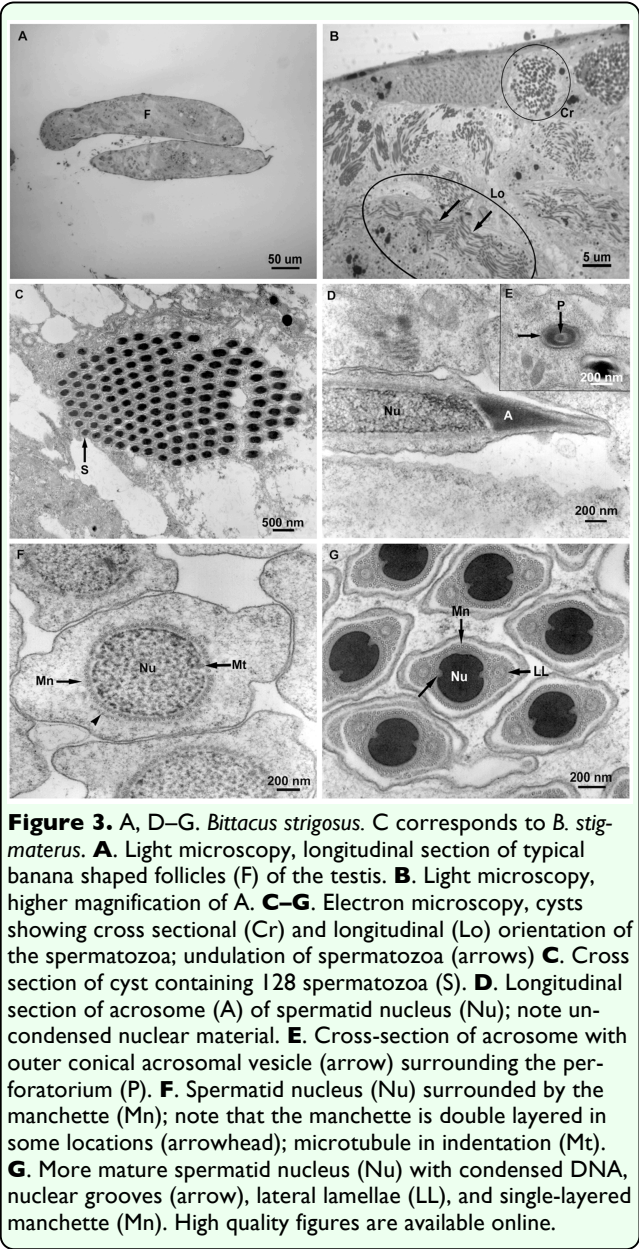 A
F
50 um
B
Cr
Lo
5 um
C
S
500 nm
D
Nu
A
200 nm
E
P
200 nm
F
Nu
Mn
Mt
200 nm
G
Mn
Nu
LL
200 nm
Figure 3. A, D–G. Bittacus strigosus. C corresponds to B. stig-
materus. A. Light microscopy, longitudinal section of typical
banana shaped follicles (F) of the testis. B. Light microscopy,
higher magnification of A. C–G. Electron microscopy, cysts
showing cross sectional (Cr) and longitudinal (Lo) orientation of
the spermatozoa; undulation of spermatozoa (arrows) C. Cross
section of cyst containing 128 spermatozoa (S). D. Longitudinal
section of acrosome (A) of spermatid nucleus (Nu); note un-
condensed nuclear material. E. Cross-section of acrosome with
outer conical acrosomal vesicle (arrow) surrounding the per-
foratorium (P). F. Spermatid nucleus (Nu) surrounded by the
manchette (Mn); note that the manchette is double layered in
some locations (arrowhead); microtubule in indentation (Mt).
G. More mature spermatid nucleus (Nu) with condensed DNA,
nuclear grooves (arrow), lateral lamellae (LL), and single-layered
manchette (Mn). High quality figures are available online.